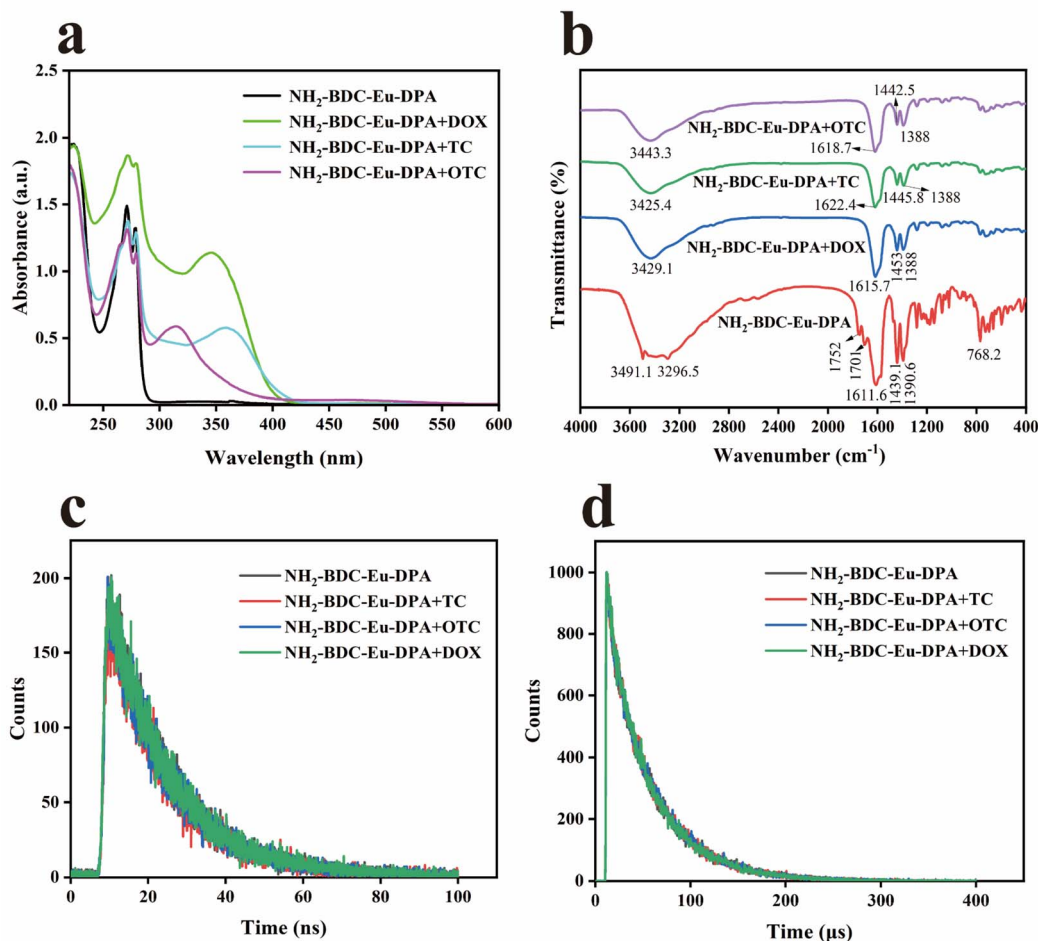 a
2.5
2.0
1.5
1.0
0.5
0.0
250 300 350 400 450 500 550 600
Absorbance (a.u.)
Wavelength (nm)
NH₂-BDC-Eu-DPA
NH₂-BDC-Eu-DPA+DOX
NH₂-BDC-Eu-DPA+TC
NH₂-BDC-Eu-DPA+OTC
b
Transmittance (%)
1442.5
NH₂-BDC-Eu-DPA+OTC
3443.3
1618.7
1388
NH₂-BDC-Eu-DPA+TC
3425.4
1622.4
1445.8
1388
NH₂-BDC-Eu-DPA+DOX
3429.1
1615.7
1453
1388
NH₂-BDC-Eu-DPA
3491.1
3296.5
1752
1701
1611.6
1439.1
1390.6
768.2
4000 3600 3200 2800 2400 2000 1600 1200 800 400
Wavenumber (cm⁻¹)
c
200
150
100
50
0
0 20 40 60 80 100
Counts
Time (ns)
NH₂-BDC-Eu-DPA
NH₂-BDC-Eu-DPA+TC
NH₂-BDC-Eu-DPA+OTC
NH₂-BDC-Eu-DPA+DOX
d
1000
800
600
400
200
0
0 100 200 300 400
Counts
Time (μs)
NH₂-BDC-Eu-DPA
NH₂-BDC-Eu-DPA+TC
NH₂-BDC-Eu-DPA+OTC
NH₂-BDC-Eu-DPA+DOX